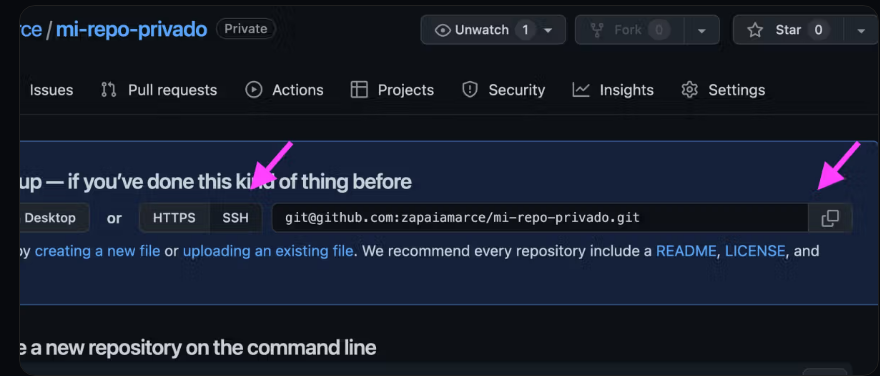 ce / mi-repo-privado Private Unwatch 1 Fork 0 Star 0
Issues Pull requests Actions Projects Security Insights Settings
up — if you’ve done this kind of thing before
Desktop or HTTPS SSH git@github.com:zapaiamarce/mi-repo-privado.git
by creating a new file or uploading an existing file. We recommend every repository include a README, LICENSE, and
e a new repository on the command line